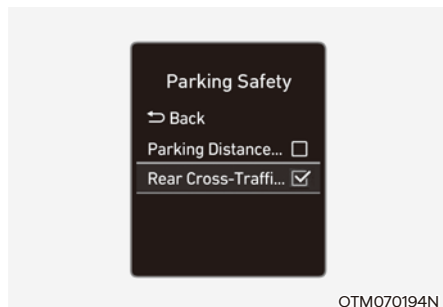 Parking Safety
⮌ Back
Parking Distance... ☐
Rear Cross-Traffi... ☑
OTM070194N